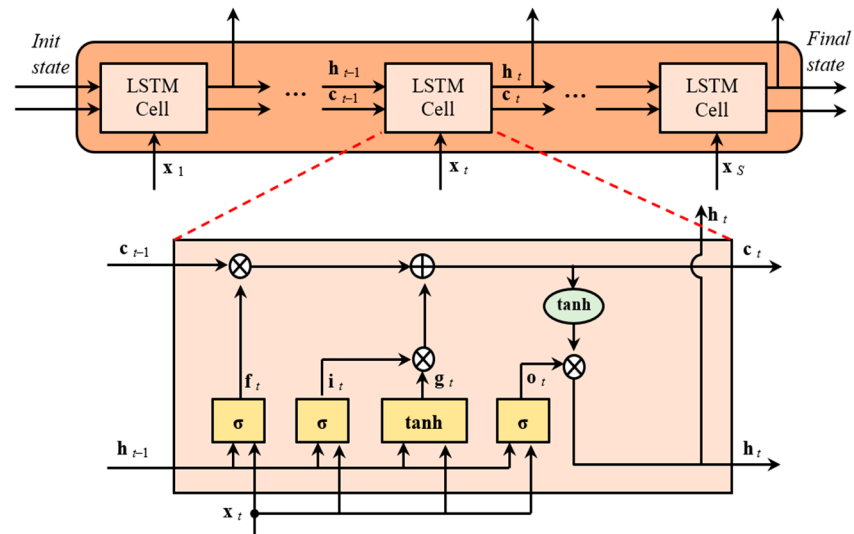 Init
state
Final
state
LSTM
Cell
...
h t–1
c t–1
LSTM
Cell
h t
c t
...
LSTM
Cell
x 1
x t
x S
h t
c t–1
c t
tanh
f t
i t
g t
o t
σ
σ
tanh
σ
h t–1
h t
x t